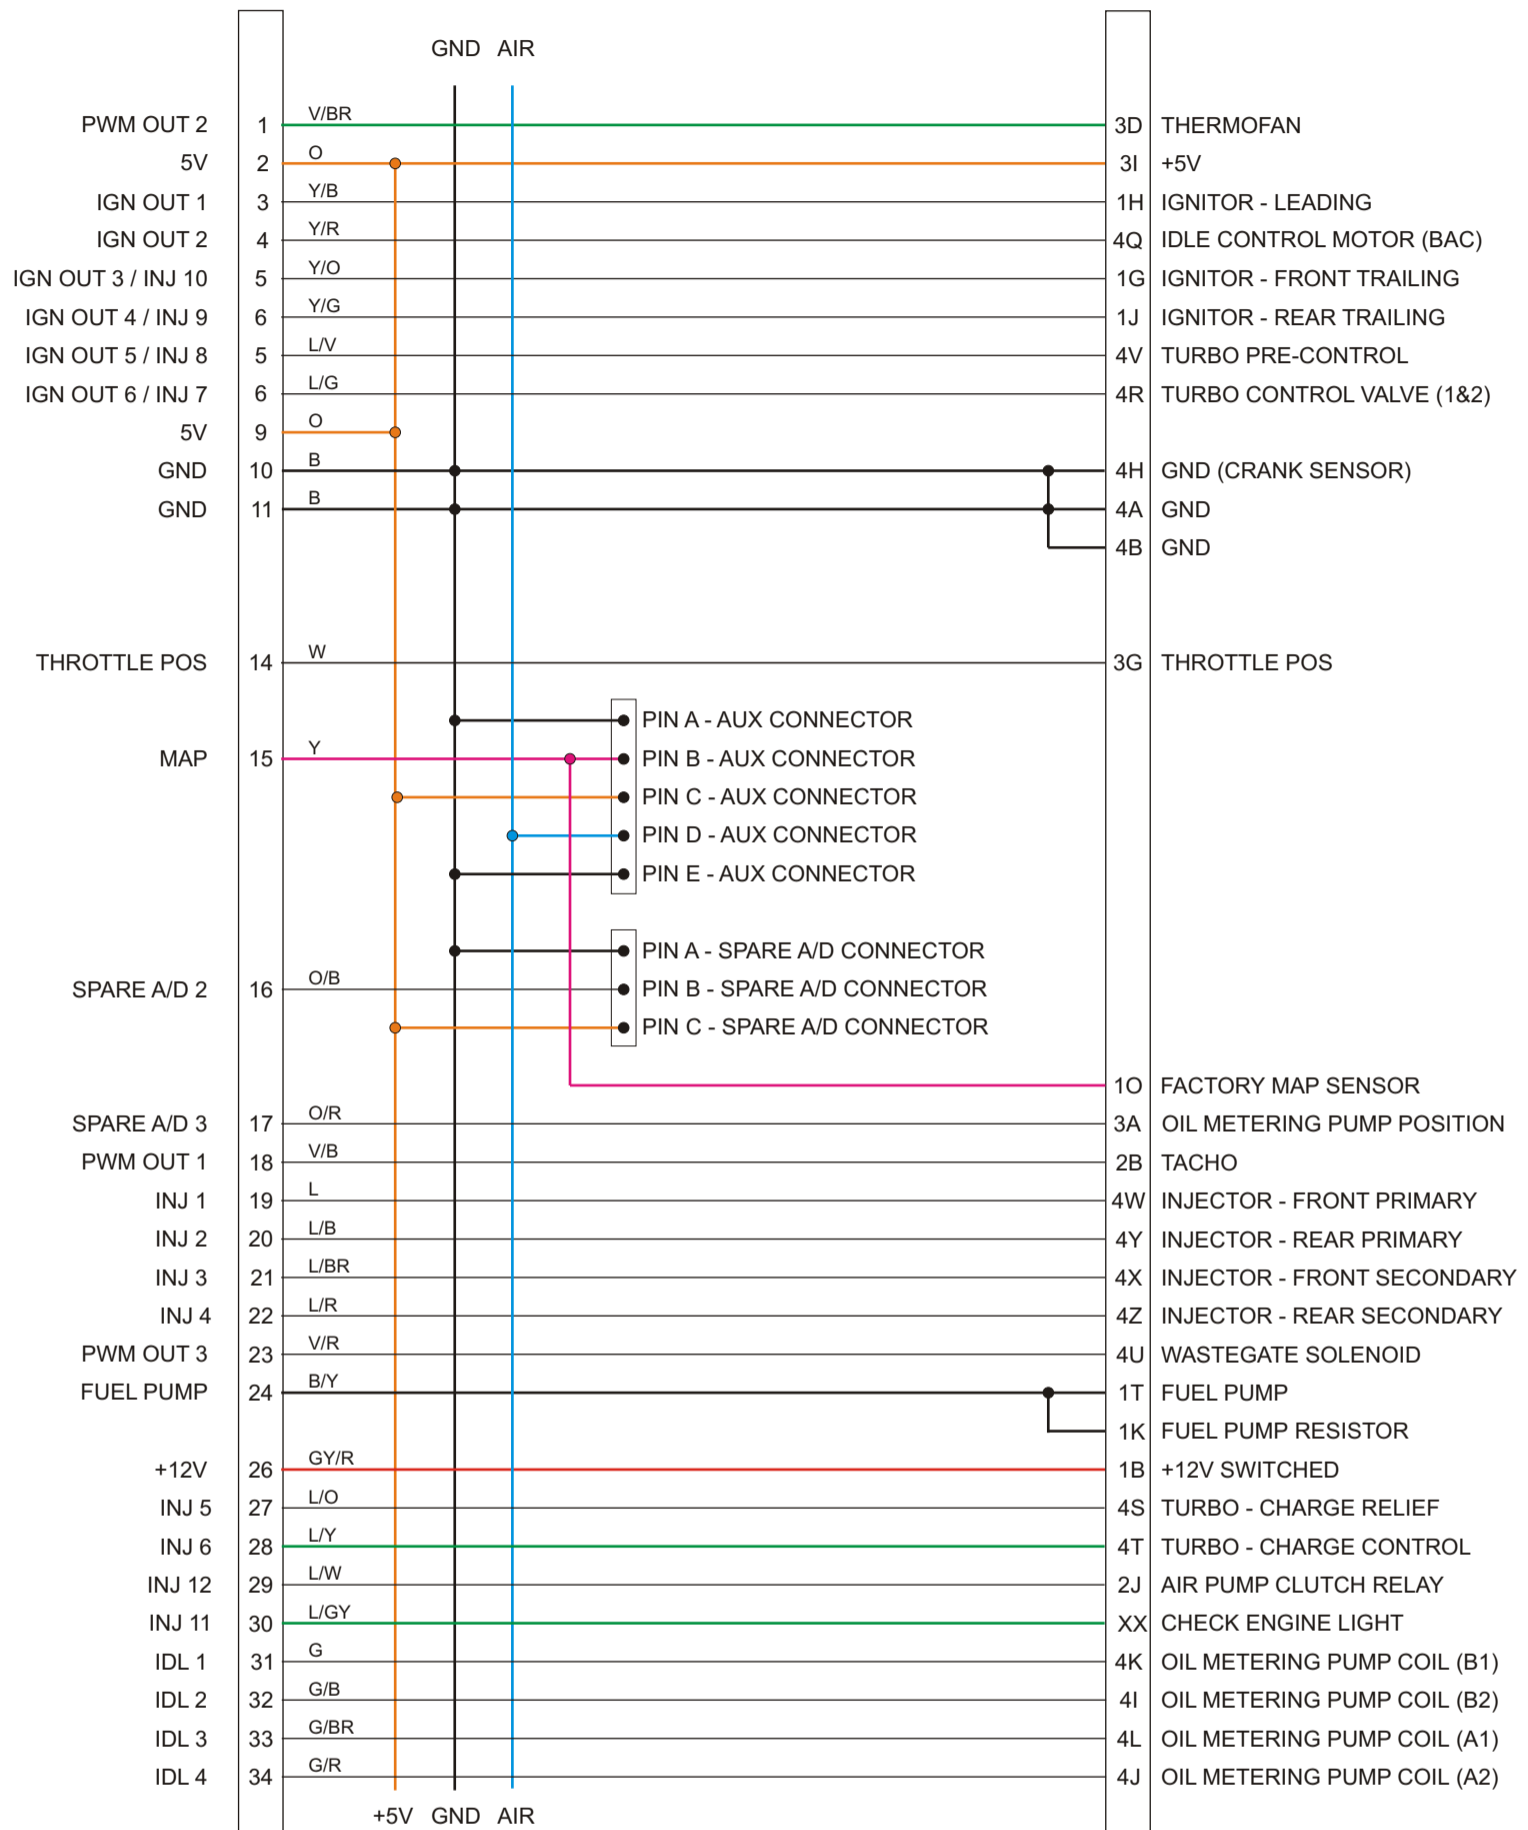 GND AIR
PWM OUT 2 1 V/BR 3D THERMOFAN
5V 2 O 3I +5V
IGN OUT 1 3 Y/B 1H IGNITOR - LEADING
IGN OUT 2 4 Y/R 4Q IDLE CONTROL MOTOR (BAC)
IGN OUT 3 / INJ 10 5 Y/O 1G IGNITOR - FRONT TRAILING
IGN OUT 4 / INJ 9 6 Y/G 1J IGNITOR - REAR TRAILING
IGN OUT 5 / INJ 8 5 L/V 4V TURBO PRE-CONTROL
IGN OUT 6 / INJ 7 6 L/G 4R TURBO CONTROL VALVE (1&2)
5V 9 O
GND 10 B 4H GND (CRANK SENSOR)
GND 11 B 4A GND
4B GND
THROTTLE POS 14 W 3G THROTTLE POS
PIN A - AUX CONNECTOR
MAP 15 Y PIN B - AUX CONNECTOR
PIN C - AUX CONNECTOR
PIN D - AUX CONNECTOR
PIN E - AUX CONNECTOR
PIN A - SPARE A/D CONNECTOR
SPARE A/D 2 16 O/B PIN B - SPARE A/D CONNECTOR
PIN C - SPARE A/D CONNECTOR
1O FACTORY MAP SENSOR
SPARE A/D 3 17 O/R 3A OIL METERING PUMP POSITION
PWM OUT 1 18 V/B 2B TACHO
INJ 1 19 L 4W INJECTOR - FRONT PRIMARY
INJ 2 20 L/B 4Y INJECTOR - REAR PRIMARY
INJ 3 21 L/BR 4X INJECTOR - FRONT SECONDARY
INJ 4 22 L/R 4Z INJECTOR - REAR SECONDARY
PWM OUT 3 23 V/R 4U WASTEGATE SOLENOID
FUEL PUMP 24 B/Y 1T FUEL PUMP
1K FUEL PUMP RESISTOR
+12V 26 GY/R 1B +12V SWITCHED
INJ 5 27 L/O 4S TURBO - CHARGE RELIEF
INJ 6 28 L/Y 4T TURBO - CHARGE CONTROL
INJ 12 29 L/W 2J AIR PUMP CLUTCH RELAY
INJ 11 30 L/GY XX CHECK ENGINE LIGHT
IDL 1 31 G 4K OIL METERING PUMP COIL (B1)
IDL 2 32 G/B 4I OIL METERING PUMP COIL (B2)
IDL 3 33 G/BR 4L OIL METERING PUMP COIL (A1)
IDL 4 34 G/R 4J OIL METERING PUMP COIL (A2)
+5V GND AIR